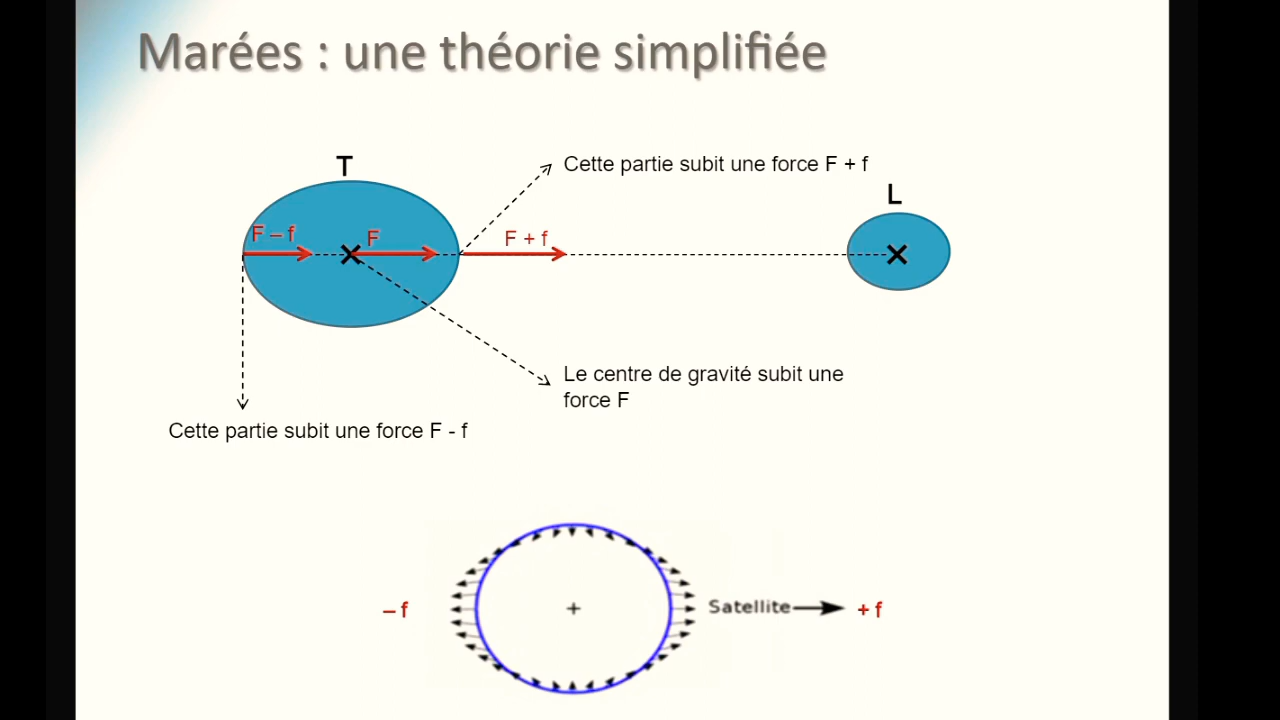 Marées : une théorie simplifiée
T
Cette partie subit une force F + f
L
F – f
F
F + f
Le centre de gravité subit une
force F
Cette partie subit une force F - f
– f
Satellite
+ f